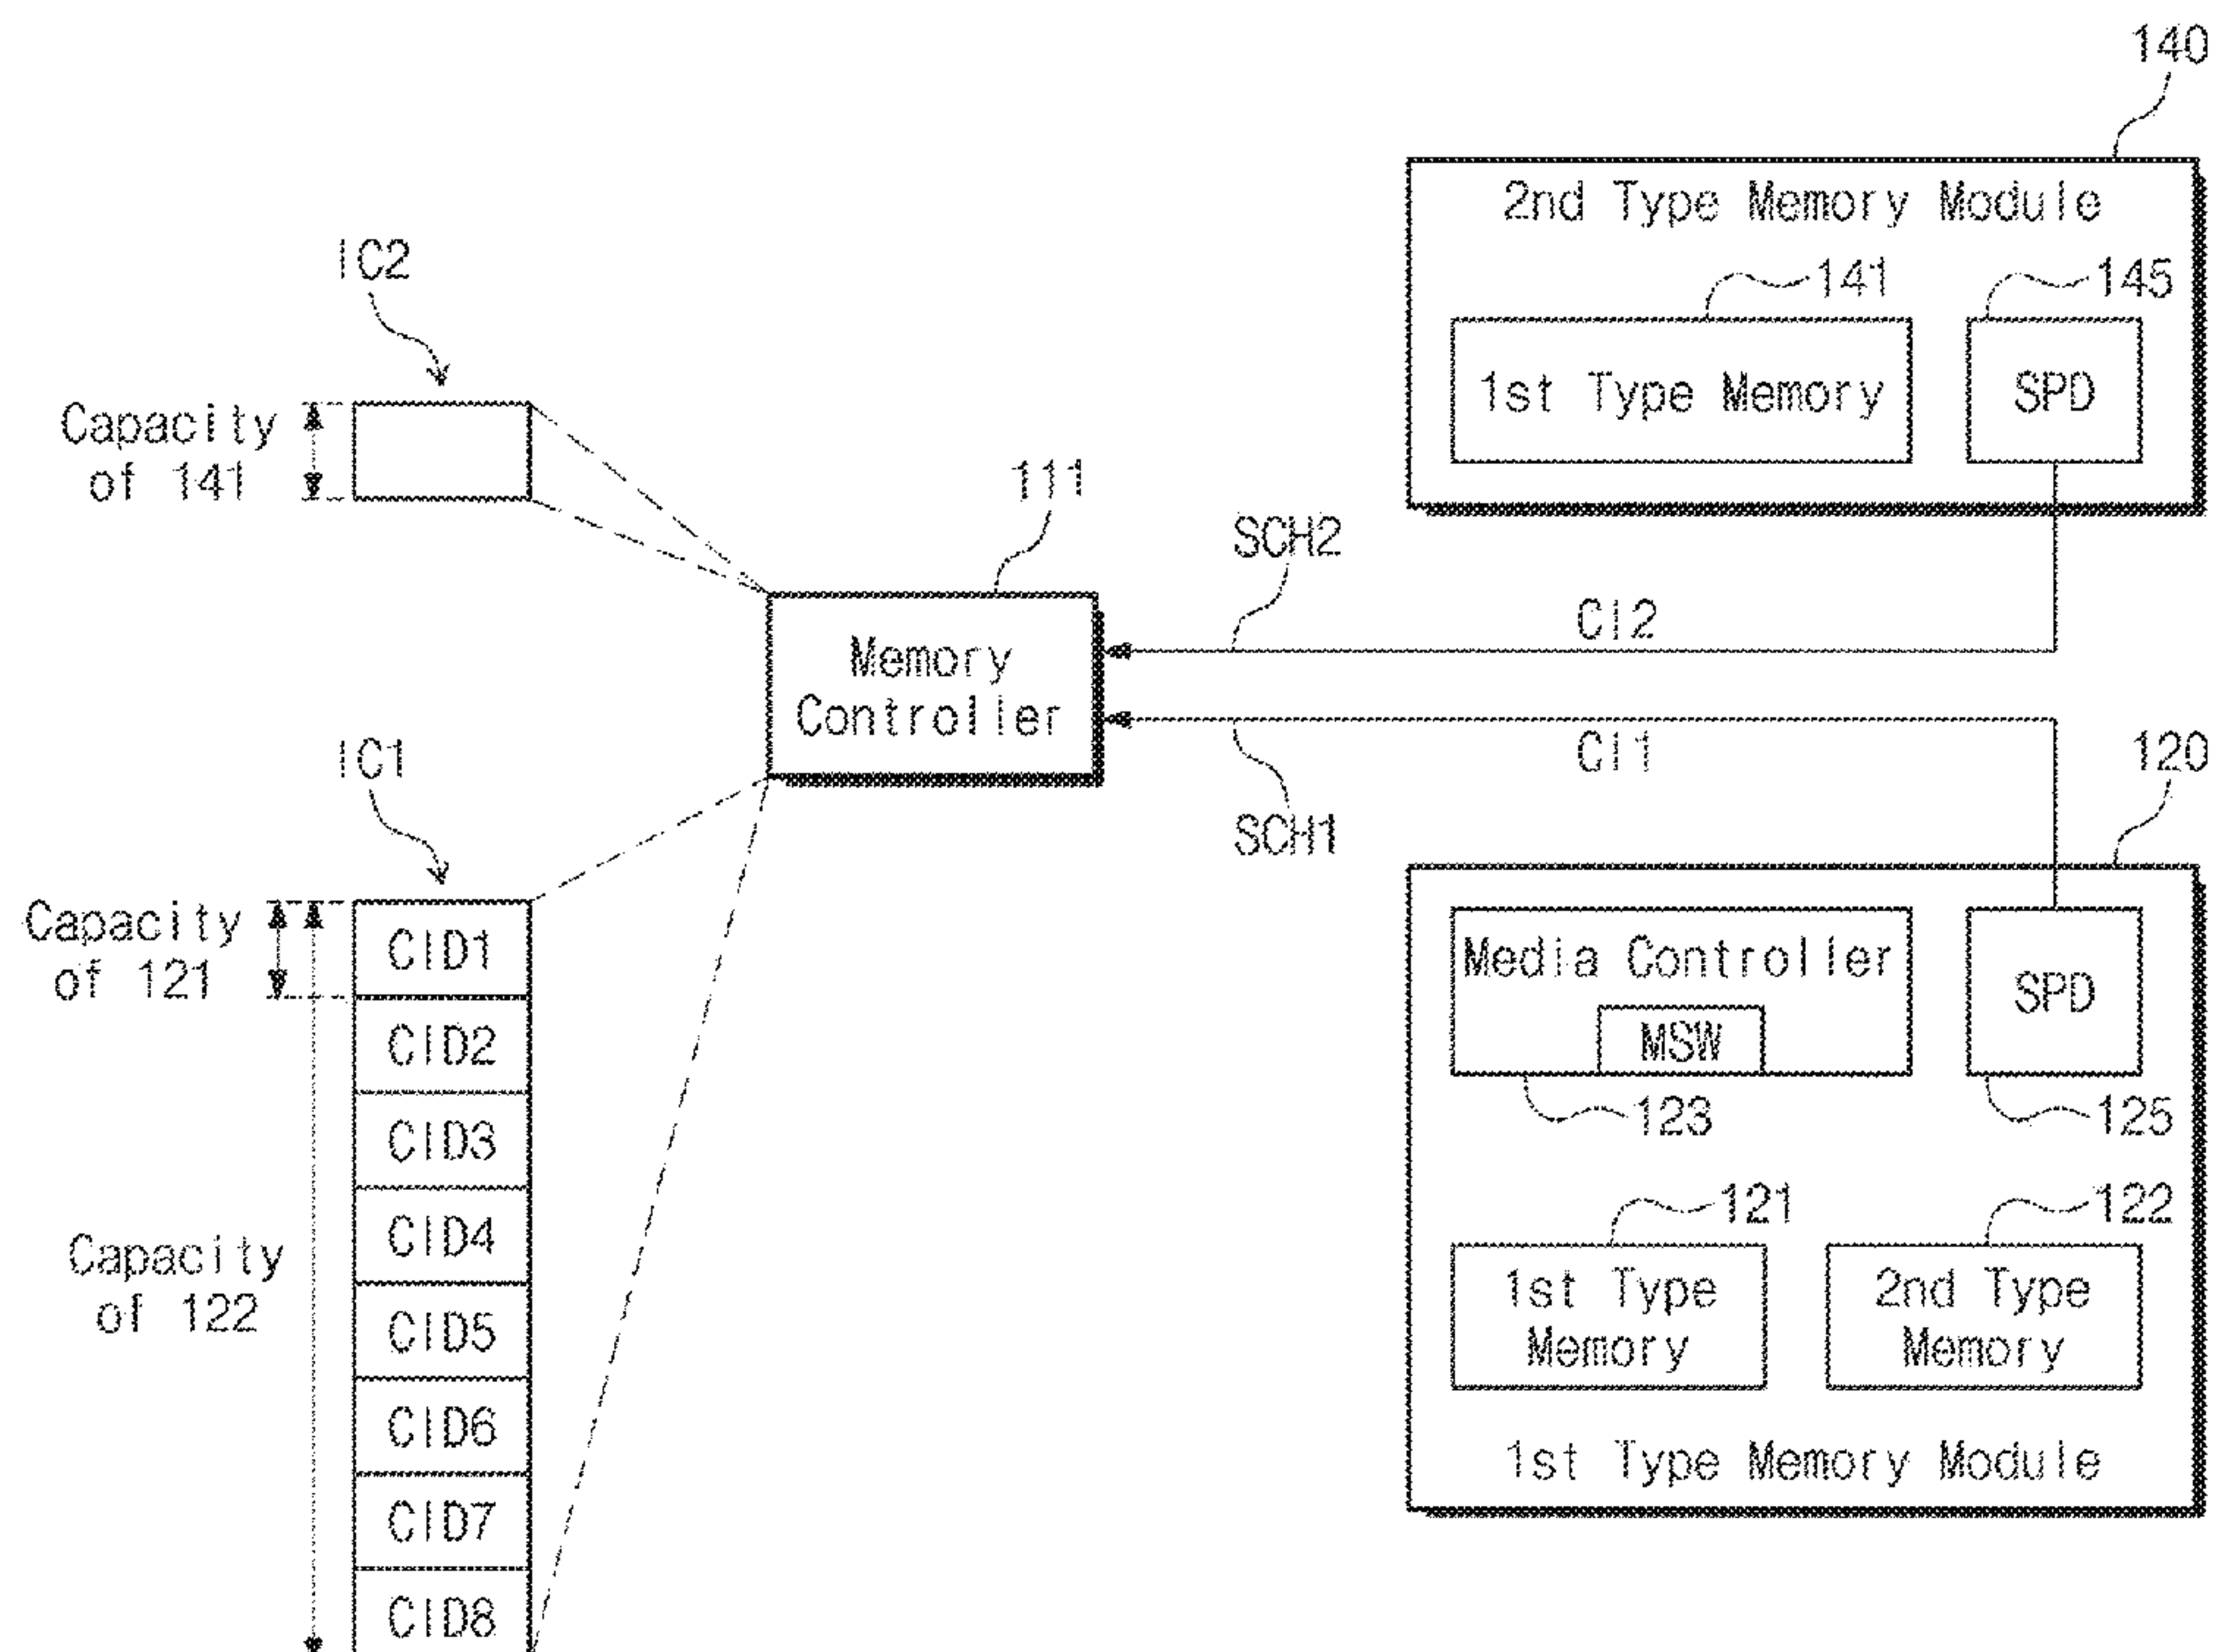 140
2nd Type Memory Module
141
145
1st Type Memory
SPD
IC2
Capacity
of 141
111
SCH2
CI2
Memory
Controller
CI1
SCH1
IC1
120
Capacity
of 121
CID1
CID2
CID3
CID4
CID5
CID6
CID7
CID8
Capacity
of 122
Media Controller
MSW
SPD
123
125
121
122
1st Type
Memory
2nd Type
Memory
1st Type Memory Module